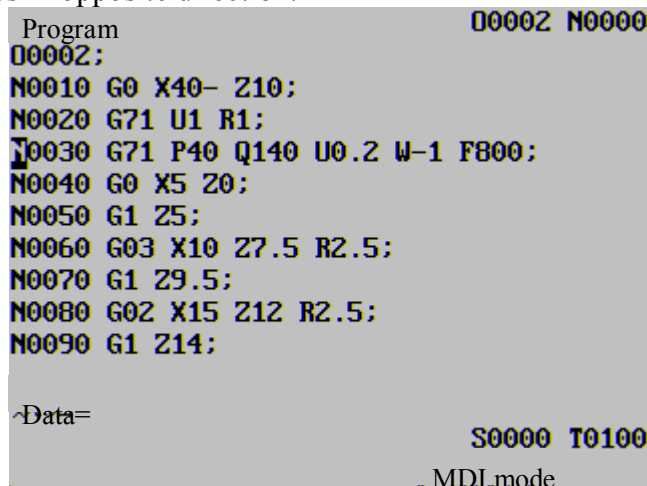 Program O0002 N0000
O0002;
N0010 G0 X40- Z10;
N0020 G71 U1 R1;
N0030 G71 P40 Q140 U0.2 W-1 F800;
N0040 G0 X5 Z0;
N0050 G1 Z5;
N0060 G03 X10 Z7.5 R2.5;
N0070 G1 Z9.5;
N0080 G02 X15 Z12 R2.5;
N0090 G1 Z14;
Data=
S0000 T0100
MDI mode